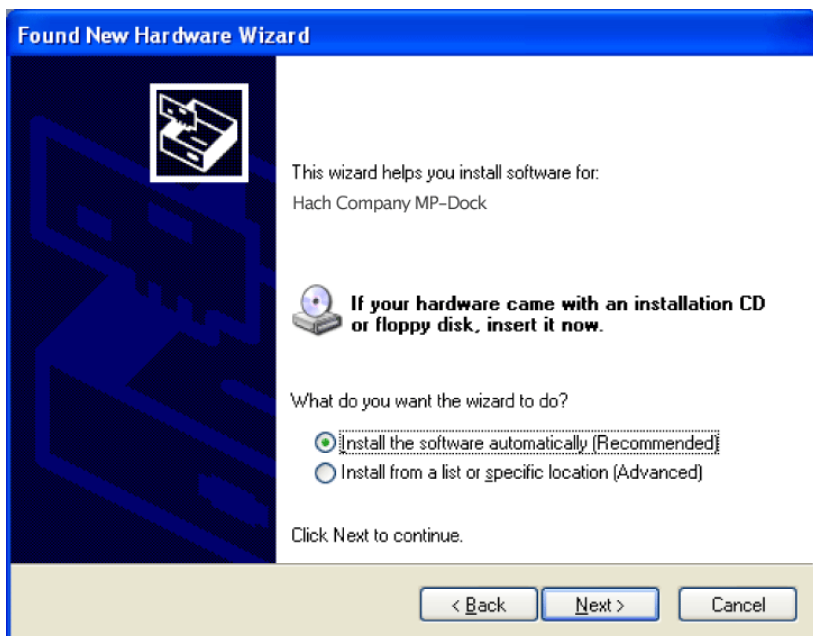 Found New Hardware Wizard
This wizard helps you install software for:
Hach Company MP-Dock
If your hardware came with an installation CD
or floppy disk, insert it now.
What do you want the wizard to do?
Install the software automatically (Recommended)
Install from a list or specific location (Advanced)
Click Next to continue.
< Back Next > Cancel